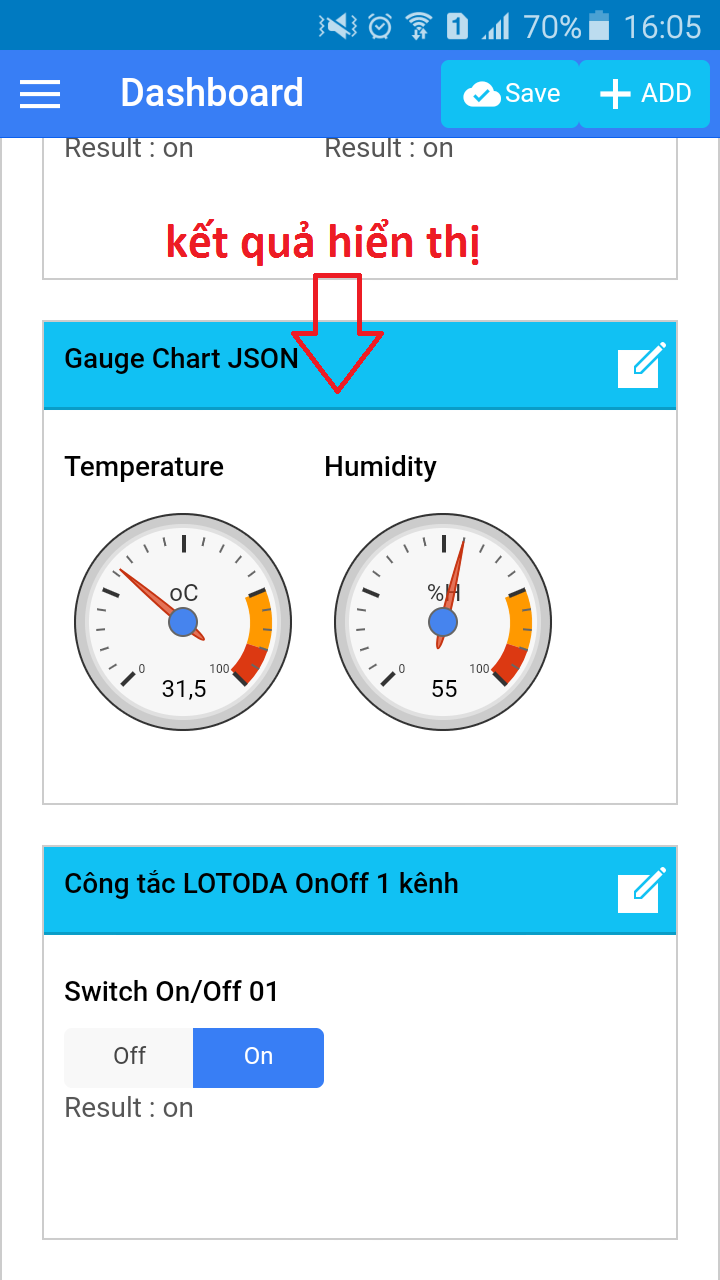 70% 16:05
Dashboard Save ADD
Result : on Result : on
kết quả hiển thị
Gauge Chart JSON
Temperature Humidity
oC %H
0 100 0 100
31,5 55
Công tắc LOTODA OnOff 1 kênh
Switch On/Off 01
Off On
Result : on